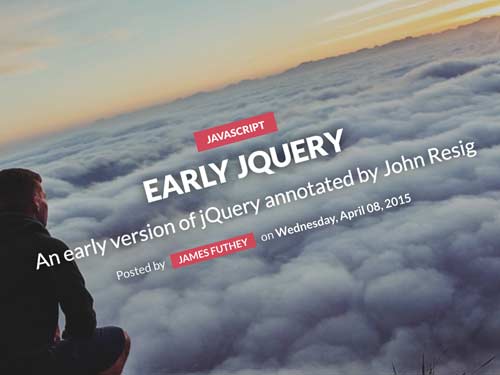 JAVASCRIPT
EARLY JQUERY
An early version of jQuery annotated by John Resig
Posted by JAMES FUTHEY on Wednesday, April 08, 2015